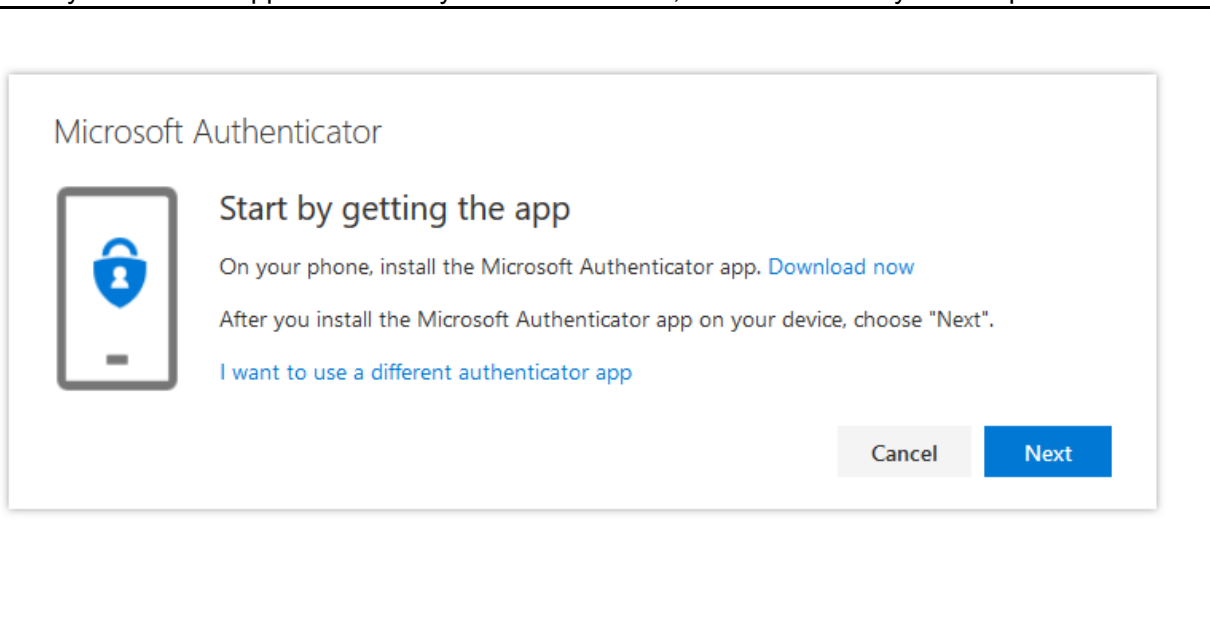 Microsoft Authenticator
Start by getting the app
On your phone, install the Microsoft Authenticator app. Download now
After you install the Microsoft Authenticator app on your device, choose "Next".
I want to use a different authenticator app
Cancel Next